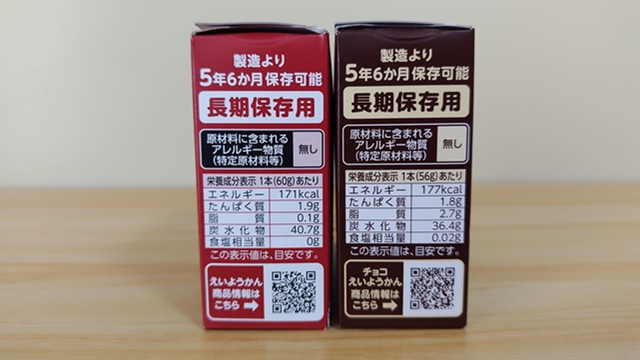 製造より
5年6か月保存可能
長期保存用
原材料に含まれる
アレルギー物質
(特定原材料等)
無し
栄養成分表示 1本(60g)あたり
エネルギー 171kcal
たんぱく質 1.9g
脂質 0.1g
炭水化物 40.7g
食塩相当量 0g
この表示値は、目安です。
えいようかん
商品情報は
こちら
製造より
5年6か月保存可能
長期保存用
原材料に含まれる
アレルギー物質
(特定原材料等)
無し
栄養成分表示 1本(56g)あたり
エネルギー 177kcal
たんぱく質 1.8g
脂質 2.7g
炭水化物 36.4g
食塩相当量 0.02g
この表示値は、目安です。
チョコ
えいようかん
商品情報は
こちら